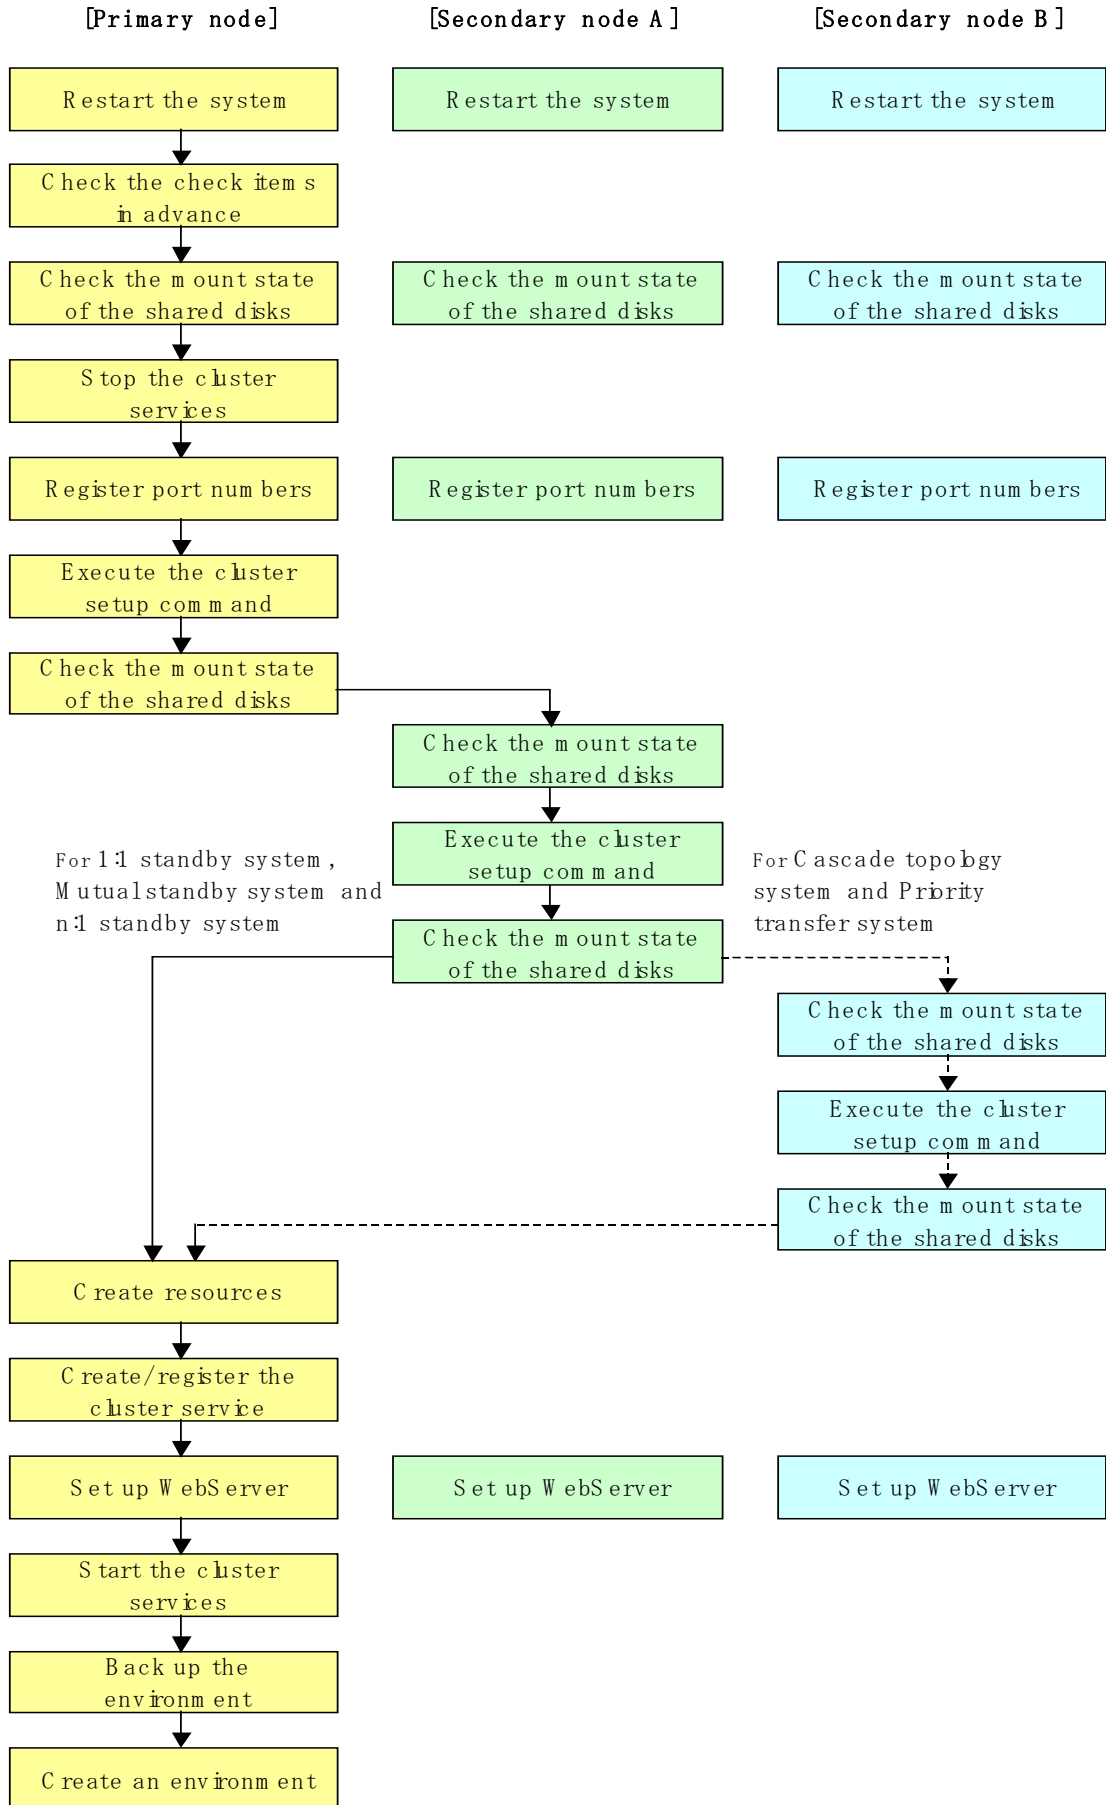 [Primary node] [Secondary node A] [Secondary node B]
Restart the system Restart the system Restart the system
Check the check items
in advance
Check the mount state Check the mount state Check the mount state
of the shared disks of the shared disks of the shared disks
Stop the cluster
services
Register port numbers Register port numbers Register port numbers
Execute the cluster
setup command
Check the mount state
of the shared disks
Check the mount state
of the shared disks
Execute the cluster
setup command
For 1:1 standby system,
Mutual standby system and
n:1 standby system
For Cascade topology
system and Priority
transfer system
Check the mount state
of the shared disks
Check the mount state
of the shared disks
Execute the cluster
setup command
Check the mount state
of the shared disks
Create resources
Create/register the
cluster service
Set up WebServer Set up WebServer Set up WebServer
Start the cluster
services
Back up the
environment
Create an environment